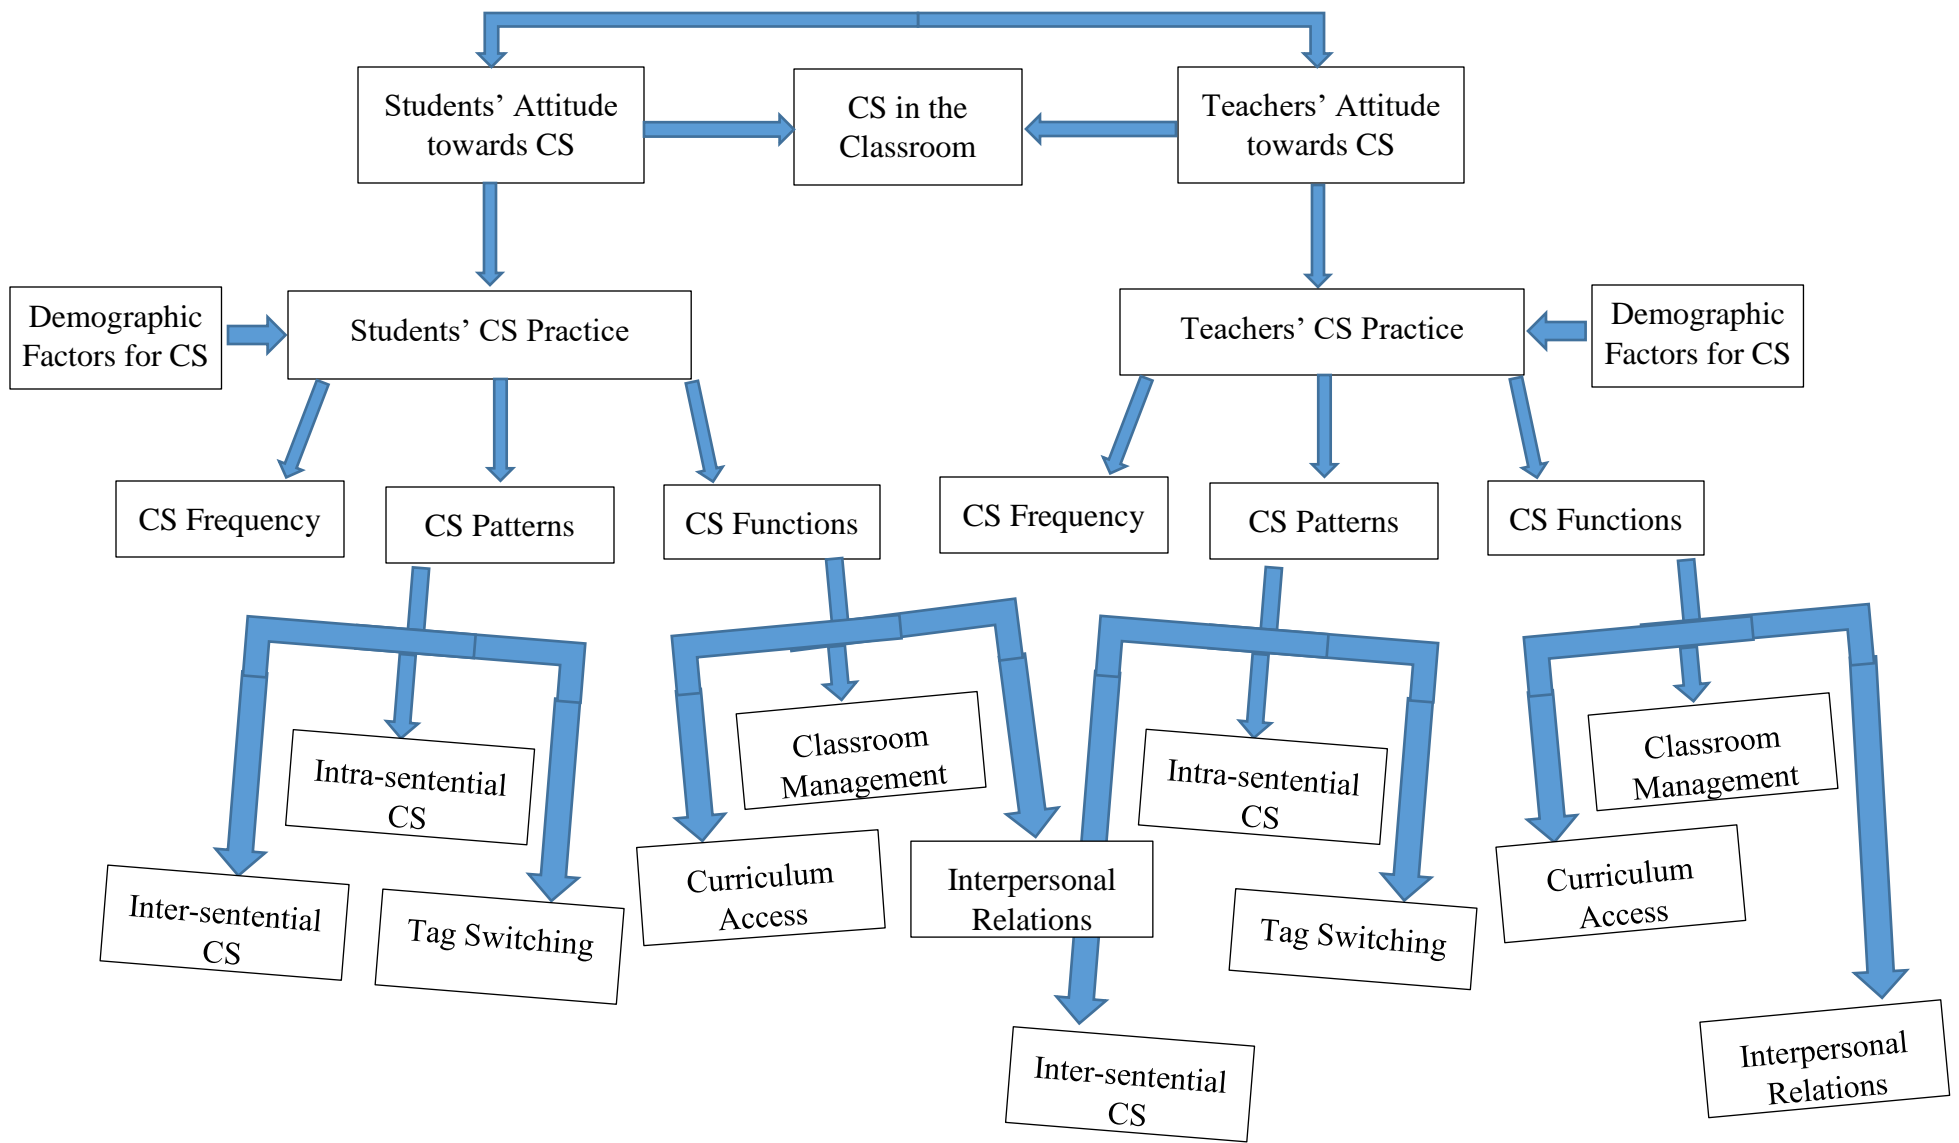 Students’ Attitude
towards CS
CS in the
Classroom
Teachers’ Attitude
towards CS
Demographic
Factors for CS
Students’ CS Practice
Teachers’ CS Practice
Demographic
Factors for CS
CS Frequency
CS Patterns
CS Functions
CS Frequency
CS Patterns
CS Functions
Intra-sentential
CS
Classroom
Management
Intra-sentential
CS
Classroom
Management
Inter-sentential
CS
Tag Switching
Curriculum
Access
Interpersonal
Relations
Tag Switching
Curriculum
Access
Inter-sentential
CS
Interpersonal
Relations